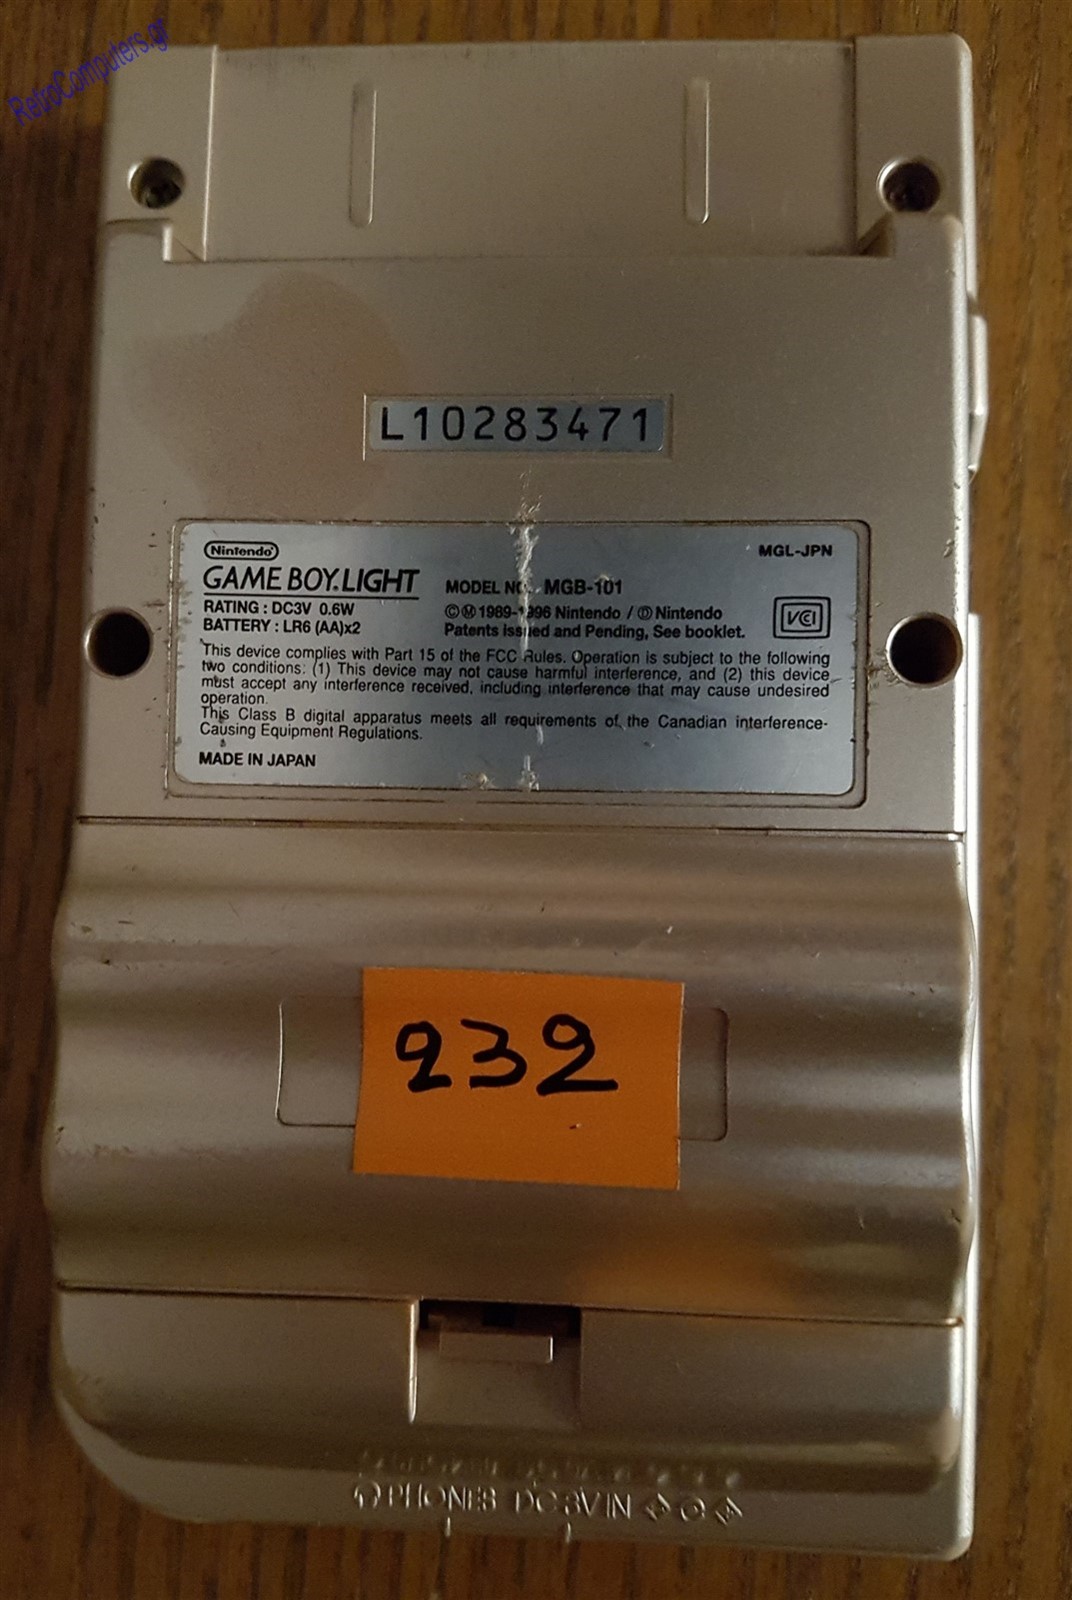 RetroComputers.gr
L10283471
Nintendo
MGL-JPN
GAME BOY.LIGHT
MODEL NO. MGB-101
RATING : DC3V 0.6W
BATTERY : LR6 (AA)x2
©Ⓜ 1989-1996 Nintendo / Ⓓ Nintendo
Patents issued and Pending, See booklet.
VCI
This device complies with Part 15 of the FCC Rules. Operation is subject to the following
two conditions: (1) This device may not cause harmful interference, and (2) this device
must accept any interference received, including interference that may cause undesired
operation.
This Class B digital apparatus meets all requirements of the Canadian interference-
Causing Equipment Regulations.
MADE IN JAPAN
232
PHONES DC3V IN